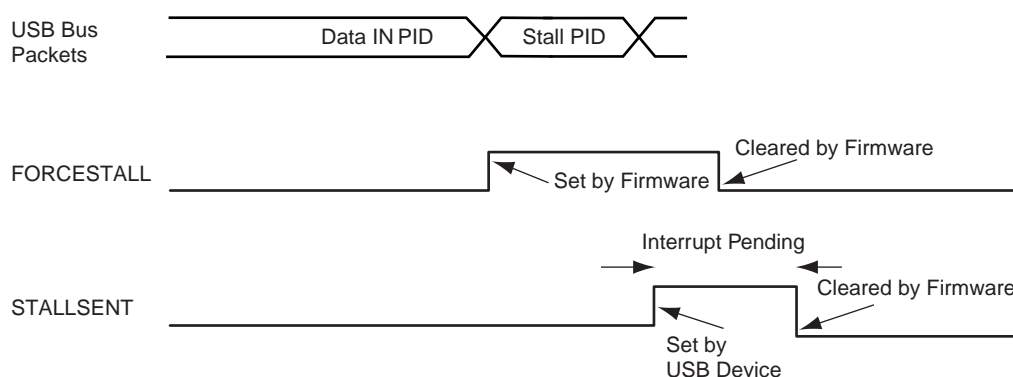 USB Bus
Packets
Data IN PID
Stall PID
FORCESTALL
Set by Firmware
Cleared by Firmware
Interrupt Pending
STALLSENT
Cleared by Firmware
Set by
USB Device